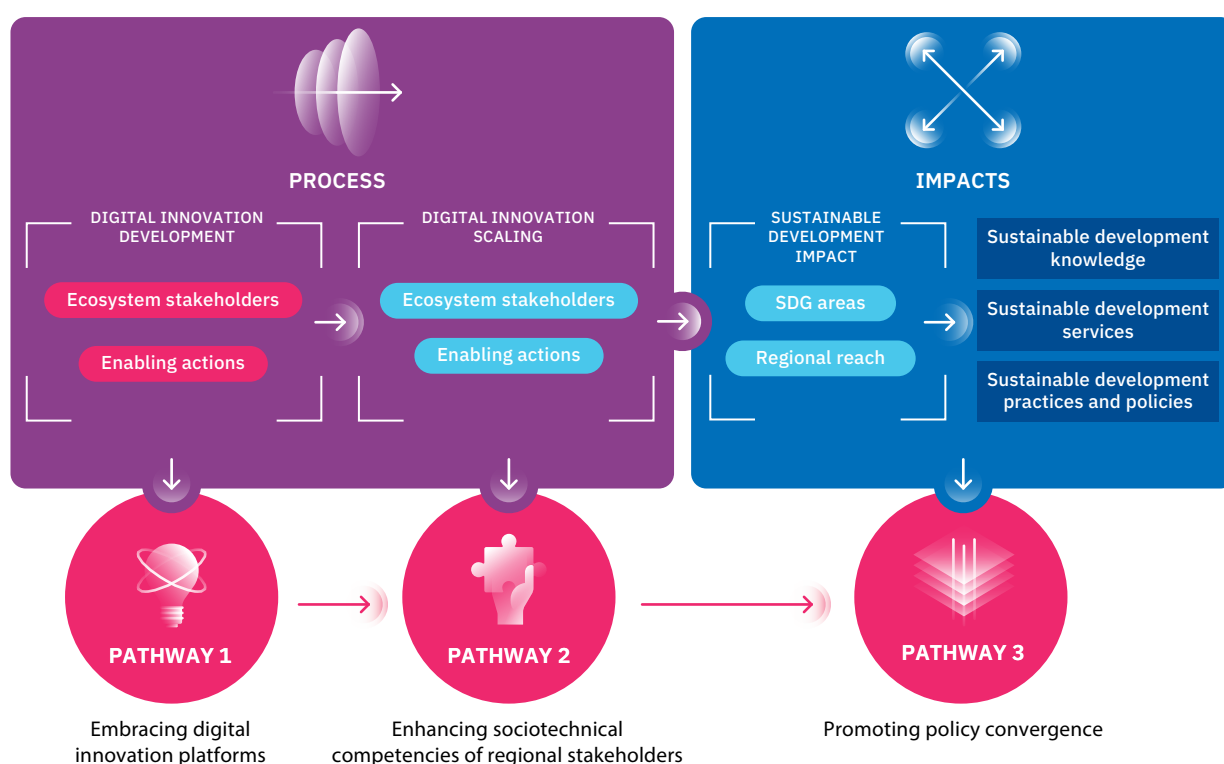 PROCESS
DIGITAL INNOVATION
DEVELOPMENT
Ecosystem stakeholders
Enabling actions
DIGITAL INNOVATION
SCALING
Ecosystem stakeholders
Enabling actions
IMPACTS
SUSTAINABLE
DEVELOPMENT
IMPACT
SDG areas
Regional reach
Sustainable development
knowledge
Sustainable development
services
Sustainable development
practices and policies
PATHWAY 1
Embracing digital
innovation platforms
PATHWAY 2
Enhancing sociotechnical
competencies of regional stakeholders
PATHWAY 3
Promoting policy convergence